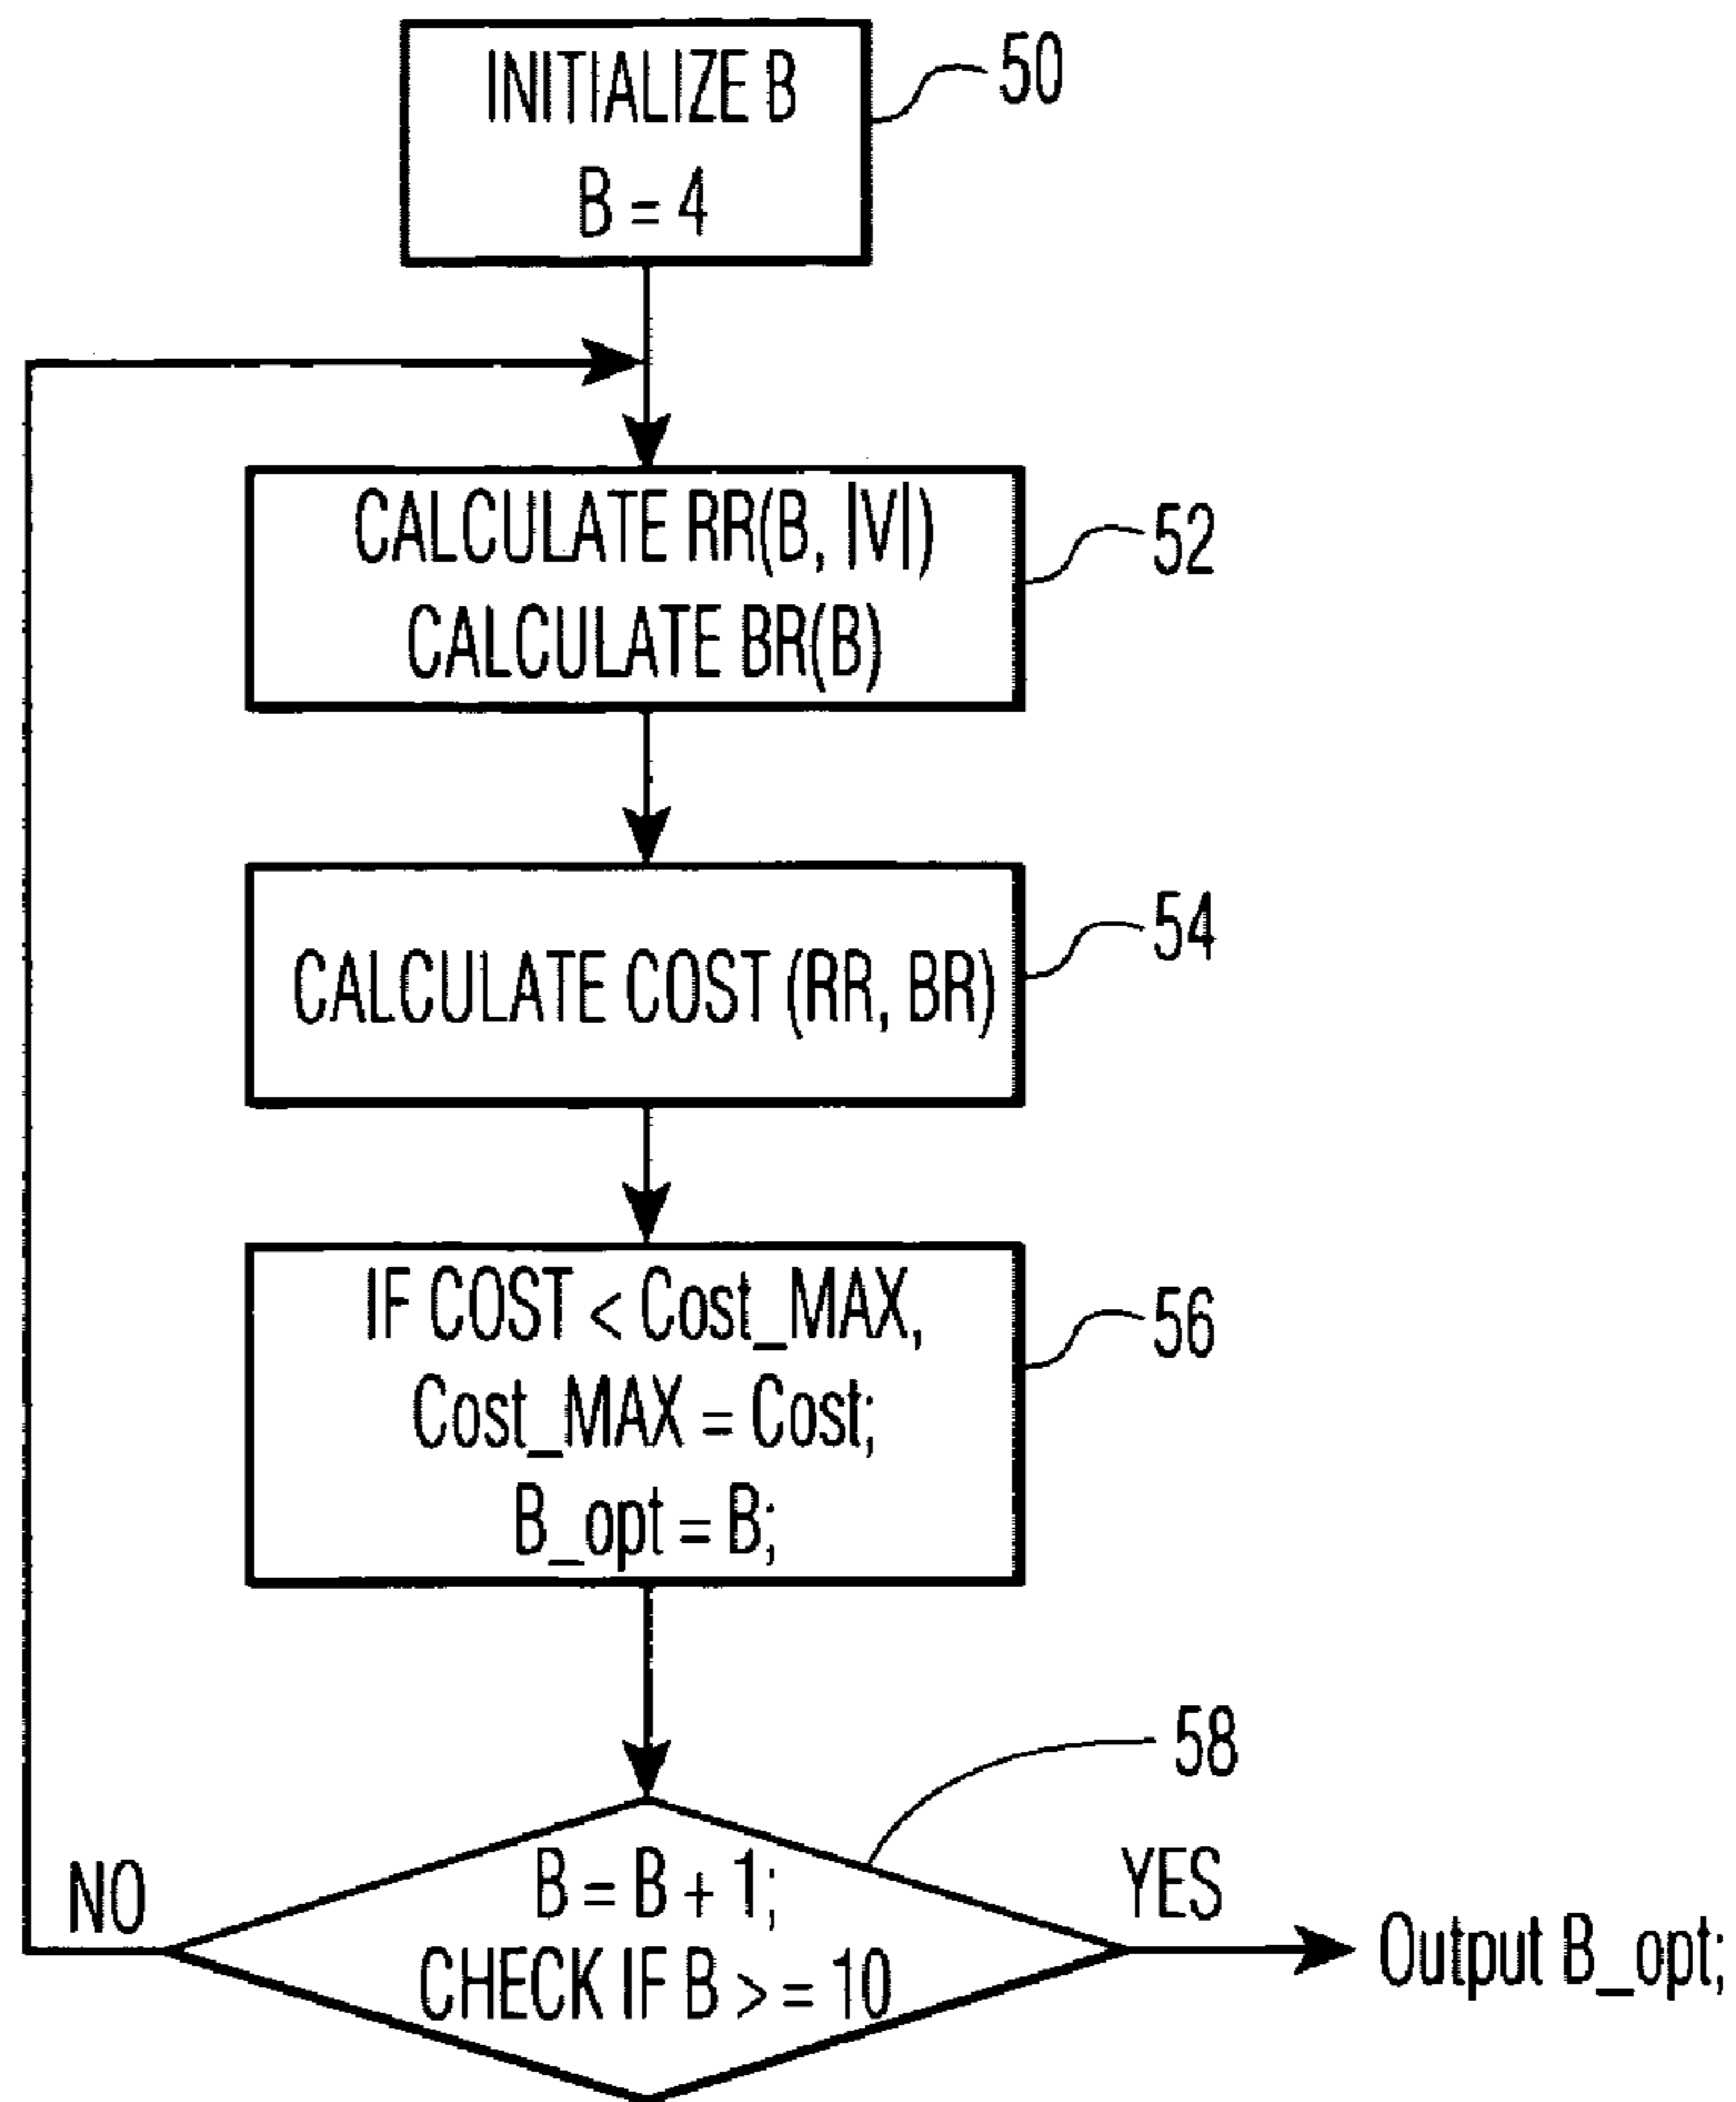 INITIALIZE B
B = 4
50
CALCULATE RR(B, |V|)
CALCULATE BR(B)
52
CALCULATE COST (RR, BR)
54
IF COST < Cost_MAX,
Cost_MAX = Cost;
B_opt = B;
56
58
B = B + 1;
CHECK IF B > = 10
NO
YES
Output B_opt;